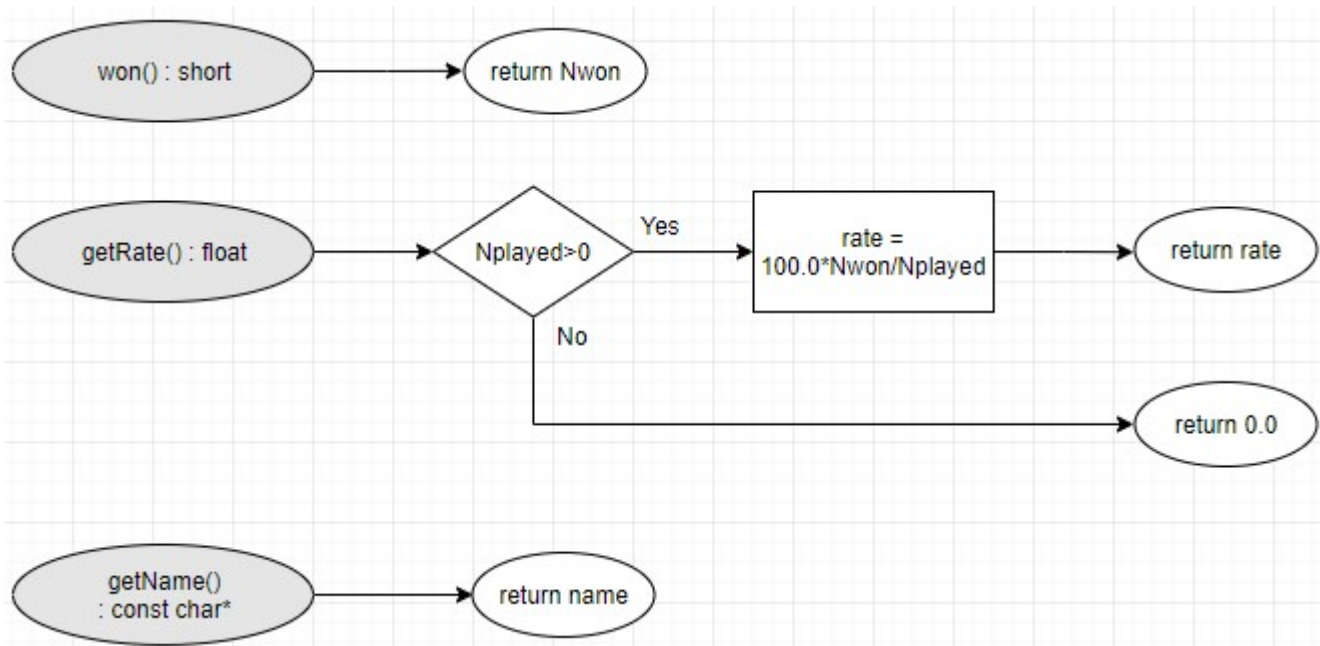 won() : short
return Nwon
getRate() : float
Nplayed>0
Yes
rate =
100.0*Nwon/Nplayed
return rate
No
return 0.0
getName()
: const char*
return name